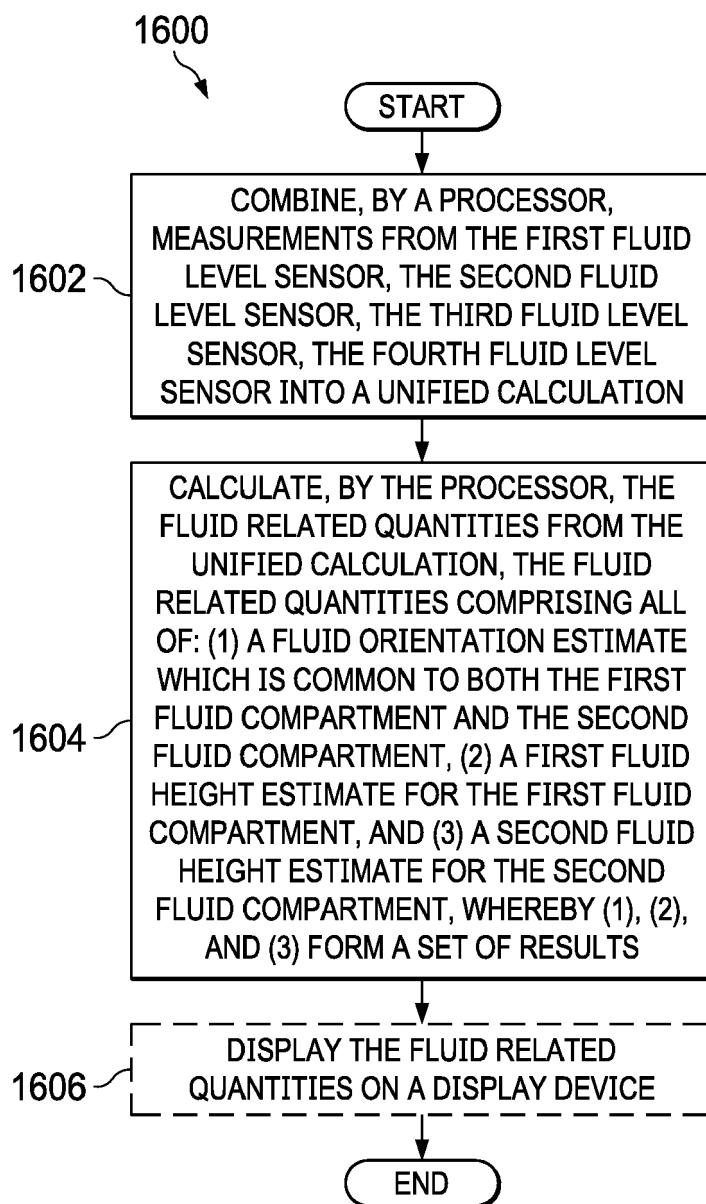 1600
START
COMBINE, BY A PROCESSOR,
MEASUREMENTS FROM THE FIRST FLUID
LEVEL SENSOR, THE SECOND FLUID
LEVEL SENSOR, THE THIRD FLUID LEVEL
SENSOR, THE FOURTH FLUID LEVEL
SENSOR INTO A UNIFIED CALCULATION
1602
CALCULATE, BY THE PROCESSOR, THE
FLUID RELATED QUANTITIES FROM THE
UNIFIED CALCULATION, THE FLUID
RELATED QUANTITIES COMPRISING ALL
OF: (1) A FLUID ORIENTATION ESTIMATE
WHICH IS COMMON TO BOTH THE FIRST
FLUID COMPARTMENT AND THE SECOND
FLUID COMPARTMENT, (2) A FIRST FLUID
HEIGHT ESTIMATE FOR THE FIRST FLUID
COMPARTMENT, AND (3) A SECOND FLUID
HEIGHT ESTIMATE FOR THE SECOND
FLUID COMPARTMENT, WHEREBY (1), (2),
AND (3) FORM A SET OF RESULTS
1604
DISPLAY THE FLUID RELATED
QUANTITIES ON A DISPLAY DEVICE
1606
END